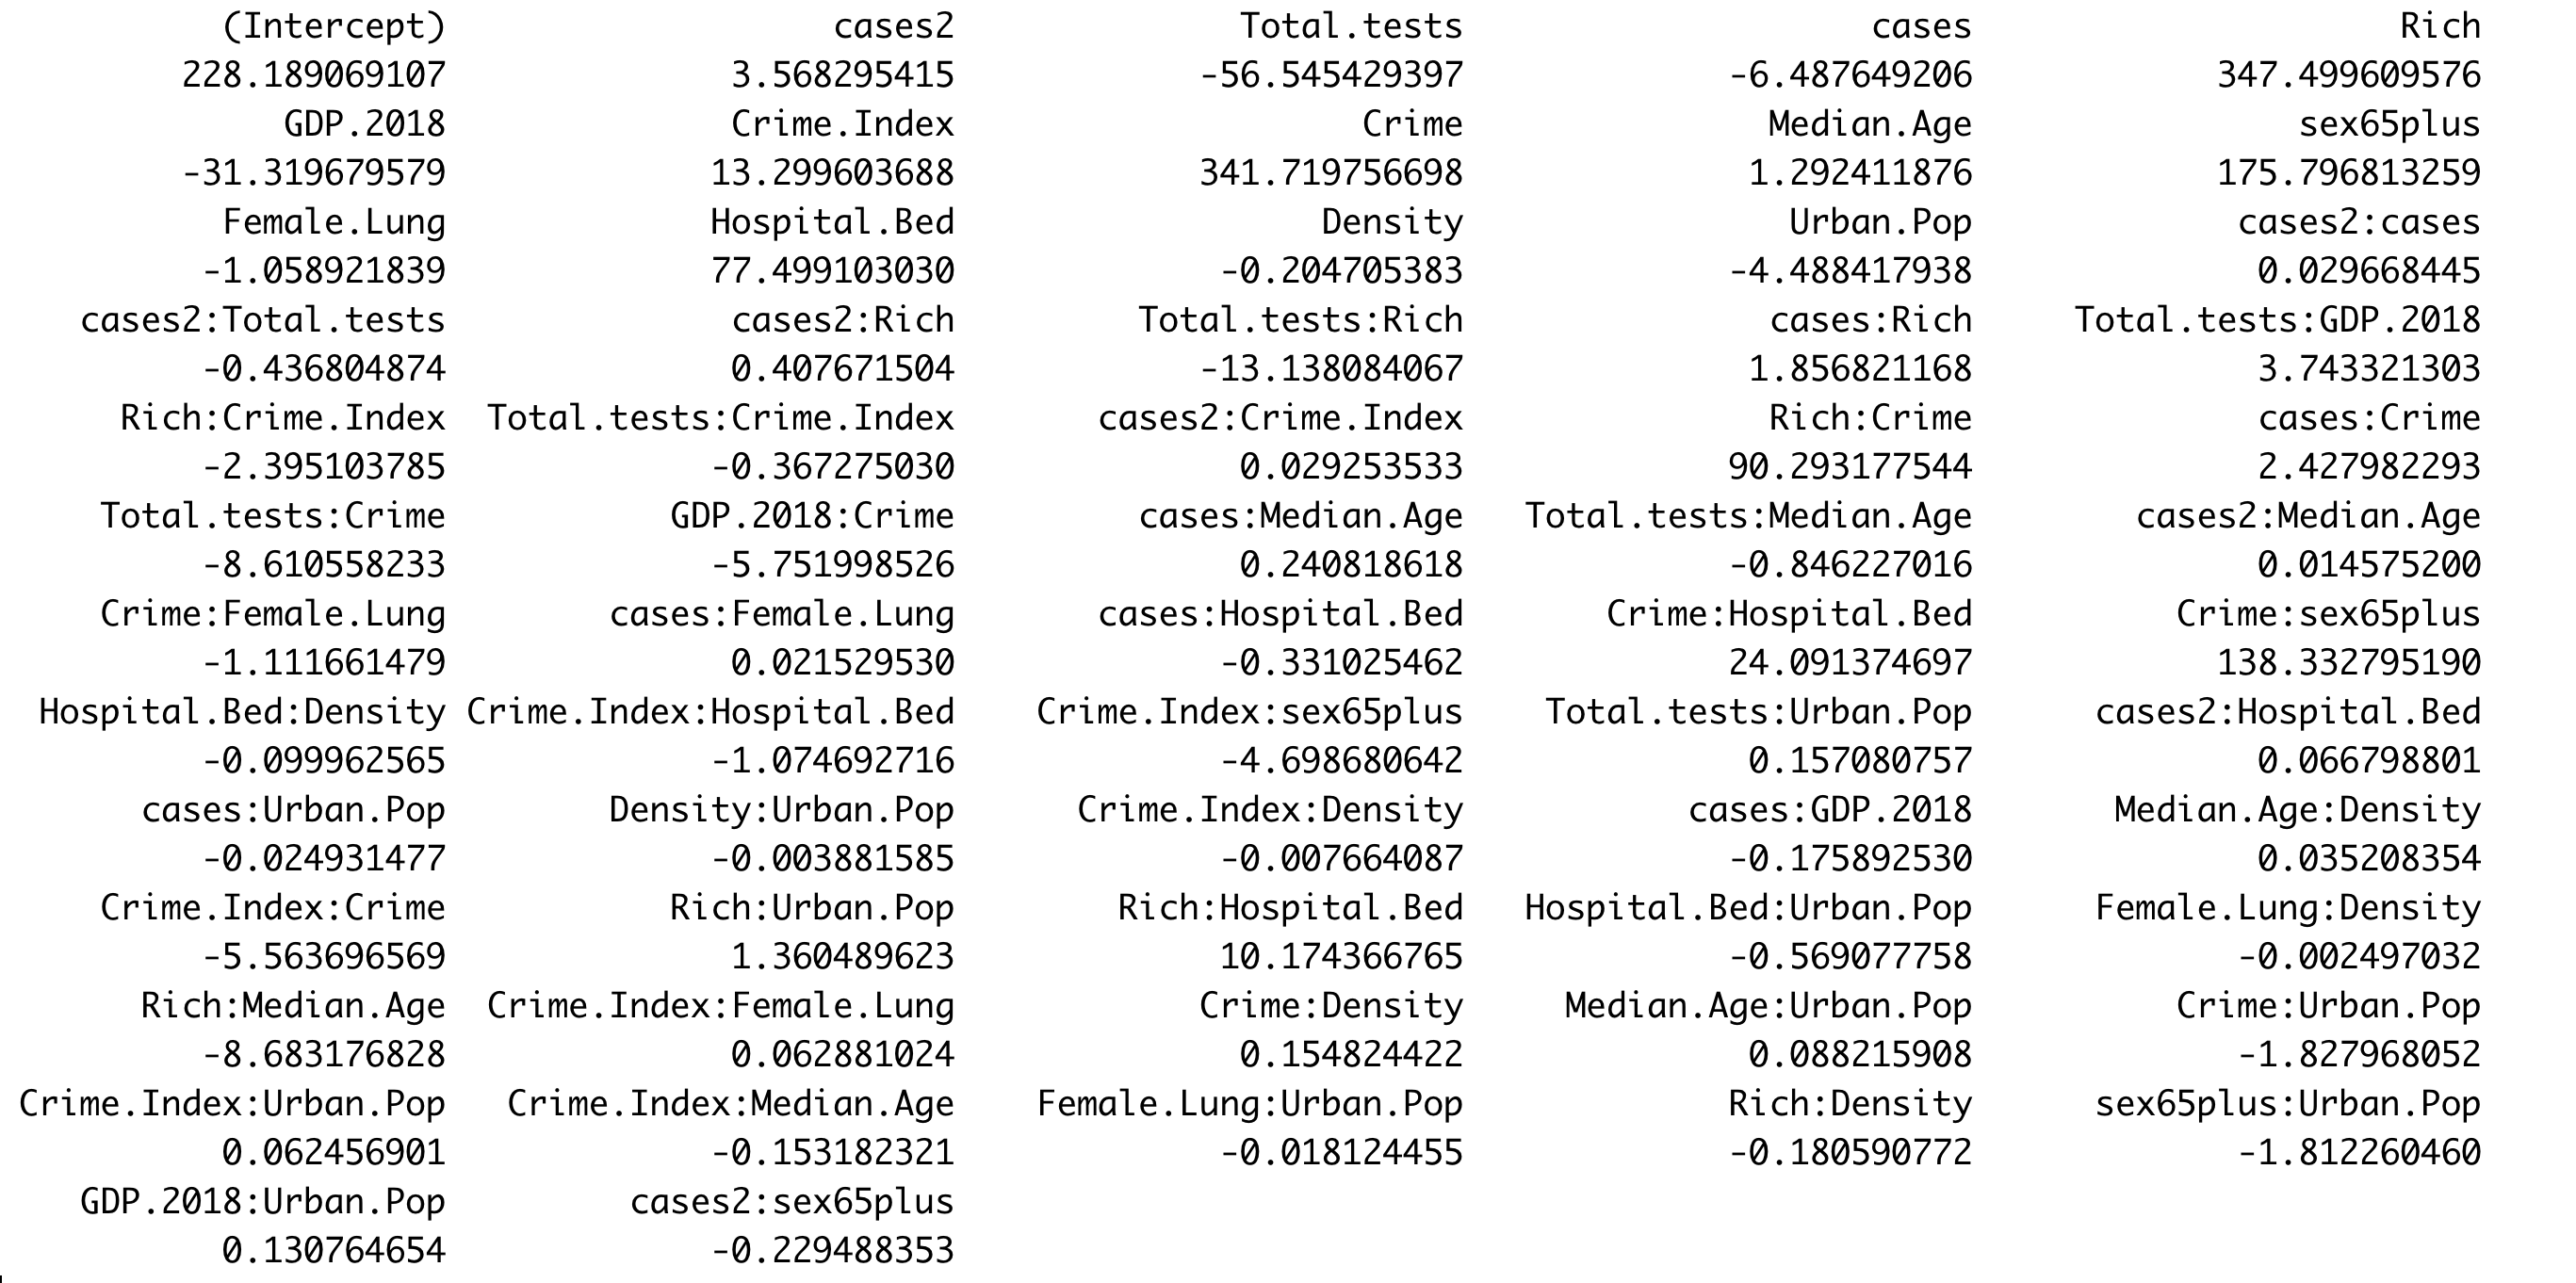 (Intercept) cases2 Total.tests cases Rich
228.189069107 3.568295415 -56.545429397 -6.487649206 347.499609576
GDP.2018 Crime.Index Crime Median.Age sex65plus
-31.319679579 13.299603688 341.719756698 1.292411876 175.796813259
Female.Lung Hospital.Bed Density Urban.Pop cases2:cases
-1.058921839 77.499103030 -0.204705383 -4.488417938 0.029668445
cases2:Total.tests cases2:Rich Total.tests:Rich cases:Rich Total.tests:GDP.2018
-0.436804874 0.407671504 -13.138084067 1.856821168 3.743321303
Rich:Crime.Index Total.tests:Crime.Index cases2:Crime.Index Rich:Crime cases:Crime
-2.395103785 -0.367275030 0.029253533 90.293177544 2.427982293
Total.tests:Crime GDP.2018:Crime cases:Median.Age Total.tests:Median.Age cases2:Median.Age
-8.610558233 -5.751998526 0.240818618 -0.846227016 0.014575200
Crime:Female.Lung cases:Female.Lung cases:Hospital.Bed Crime:Hospital.Bed Crime:sex65plus
-1.111661479 0.021529530 -0.331025462 24.091374697 138.332795190
Hospital.Bed:Density Crime.Index:Hospital.Bed Crime.Index:sex65plus Total.tests:Urban.Pop cases2:Hospital.Bed
-0.099962565 -1.074692716 -4.698680642 0.157080757 0.066798801
cases:Urban.Pop Density:Urban.Pop Crime.Index:Density cases:GDP.2018 Median.Age:Density
-0.024931477 -0.003881585 -0.007664087 -0.175892530 0.035208354
Crime.Index:Crime Rich:Urban.Pop Rich:Hospital.Bed Hospital.Bed:Urban.Pop Female.Lung:Density
-5.563696569 1.360489623 10.174366765 -0.569077758 -0.002497032
Rich:Median.Age Crime.Index:Female.Lung Crime:Density Median.Age:Urban.Pop Crime:Urban.Pop
-8.683176828 0.062881024 0.154824422 0.088215908 -1.827968052
Crime.Index:Urban.Pop Crime.Index:Median.Age Female.Lung:Urban.Pop Rich:Density sex65plus:Urban.Pop
0.062456901 -0.153182321 -0.018124455 -0.180590772 -1.812260460
GDP.2018:Urban.Pop cases2:sex65plus
0.130764654 -0.229488353